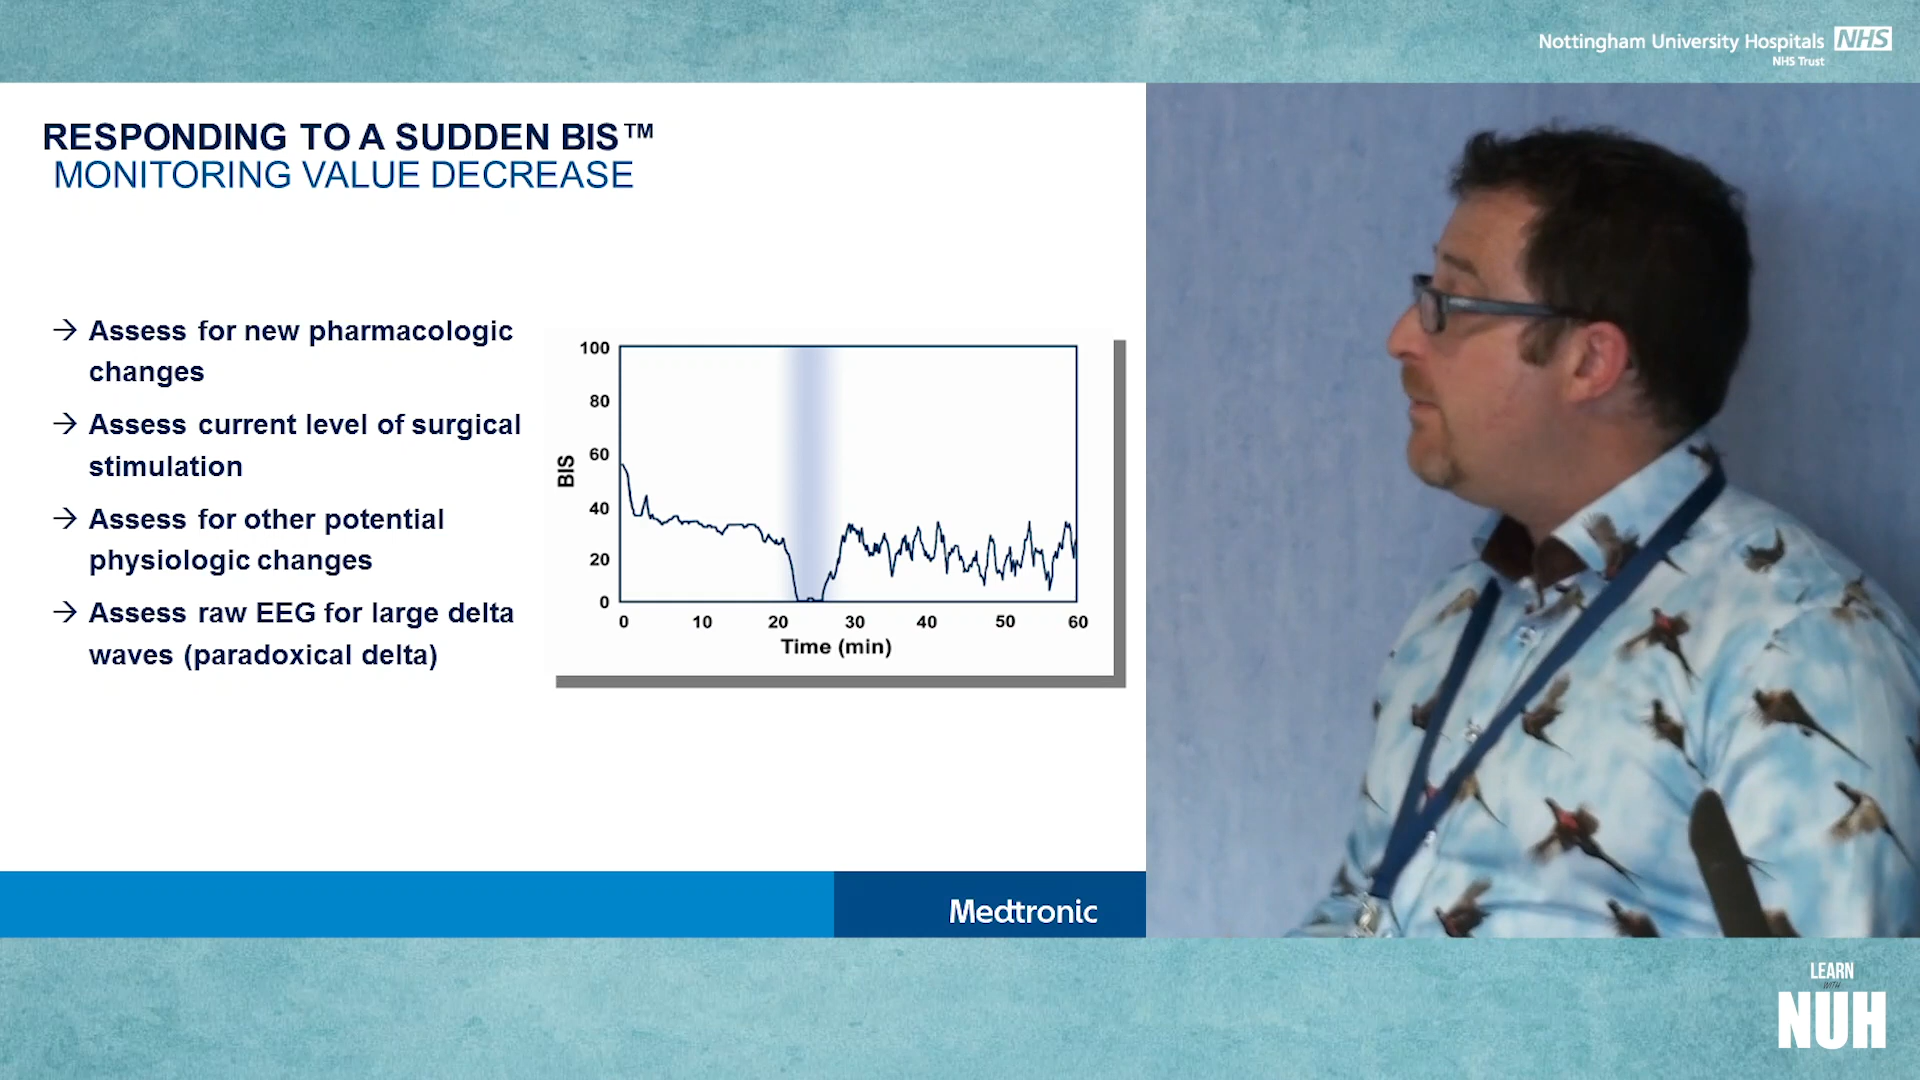 Nottingham University Hospitals NHS
NHS Trust
RESPONDING TO A SUDDEN BIS™
MONITORING VALUE DECREASE
→ Assess for new pharmacologic
changes
→ Assess current level of surgical
stimulation
→ Assess for other potential
physiologic changes
→ Assess raw EEG for large delta
waves (paradoxical delta)
100
80
60
40
20
0
BIS
0 10 20 30 40 50 60
Time (min)
Medtronic
LEARN
WITH
NUH